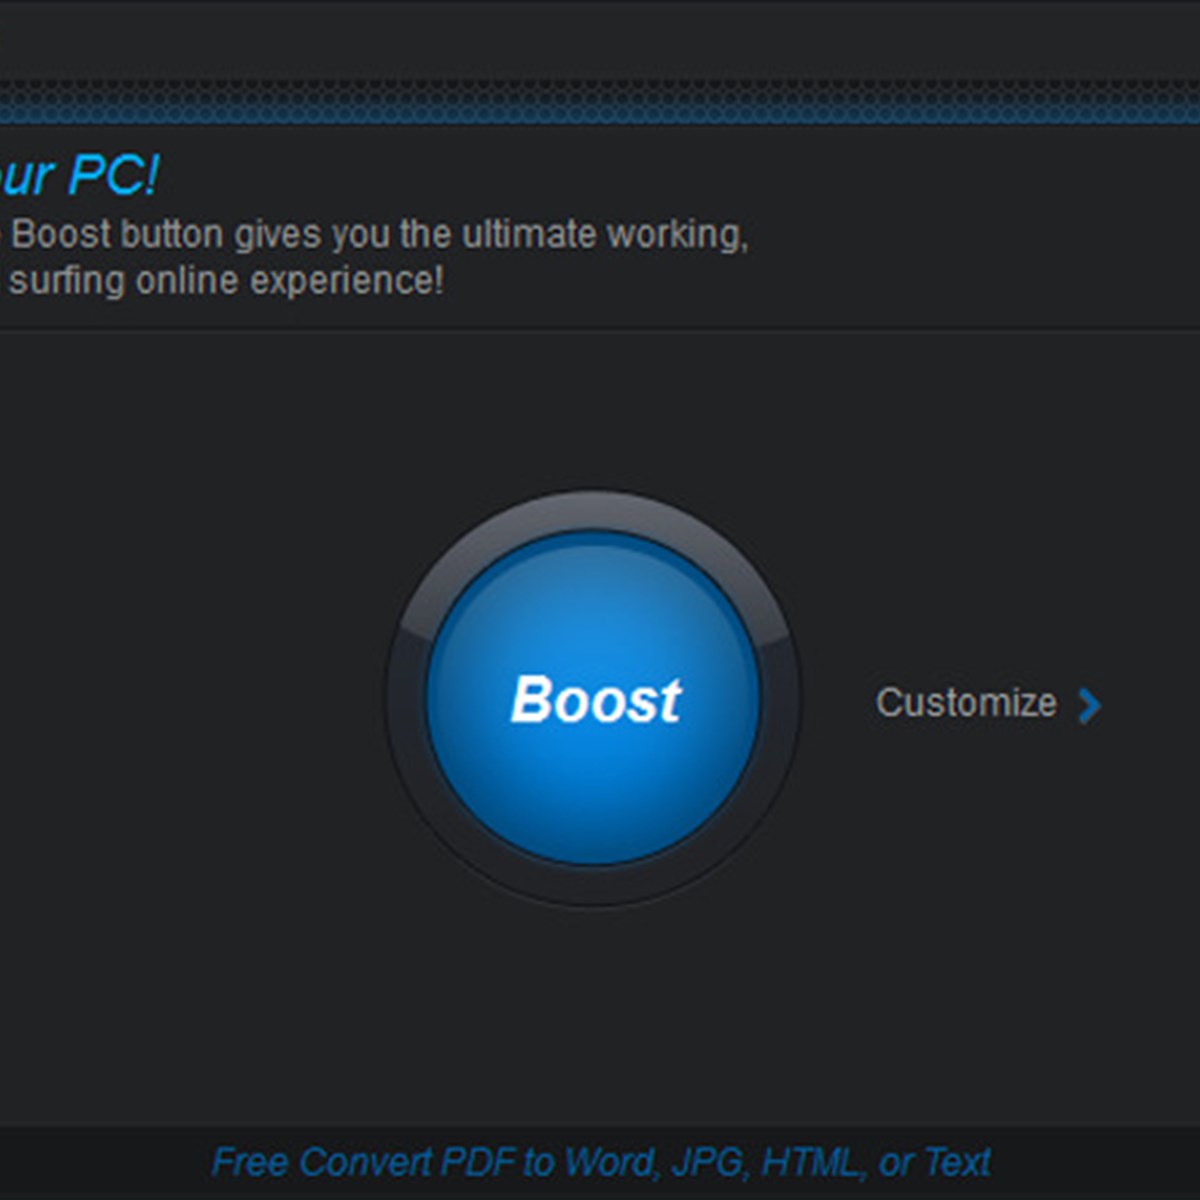 our PC!
Boost button gives you the ultimate working,
surfing online experience!
Boost
Customize
Free Convert PDF to Word, JPG, HTML, or Text